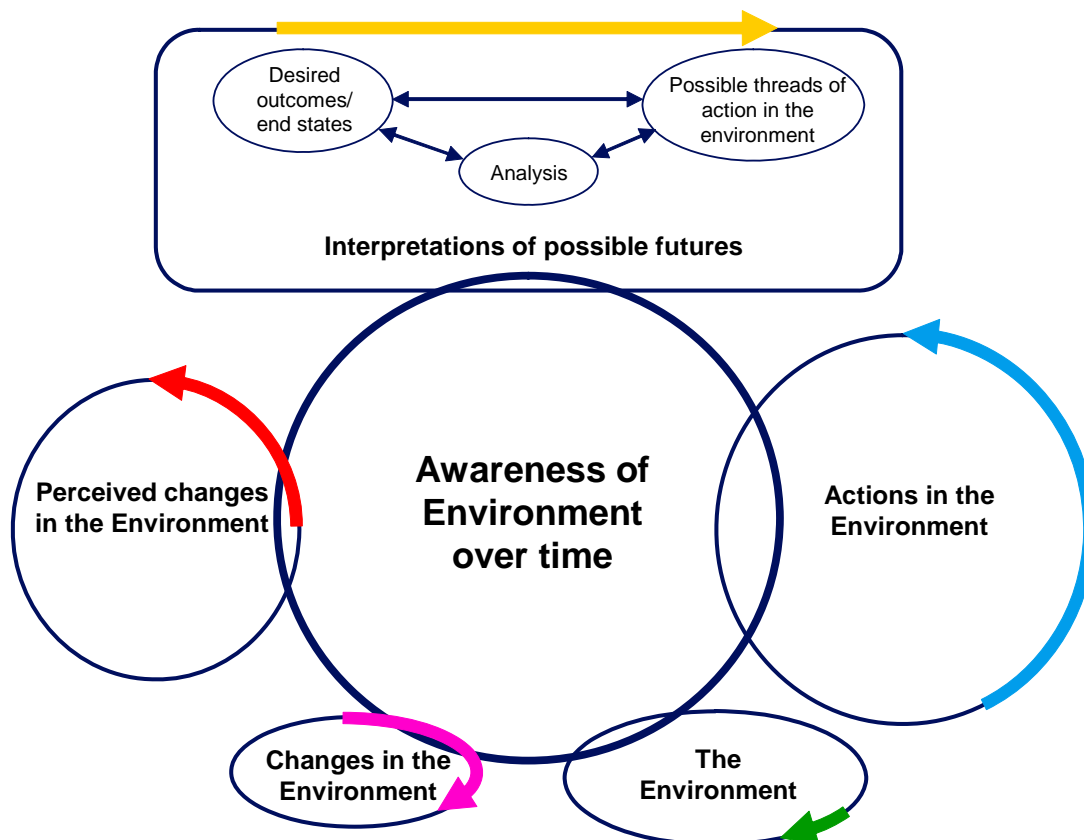 Desired
outcomes/
end states
Possible threads of
action in the
environment
Analysis
Interpretations of possible futures
Perceived changes
in the Environment
Awareness of
Environment
over time
Actions in the
Environment
Changes in the
Environment
The
Environment